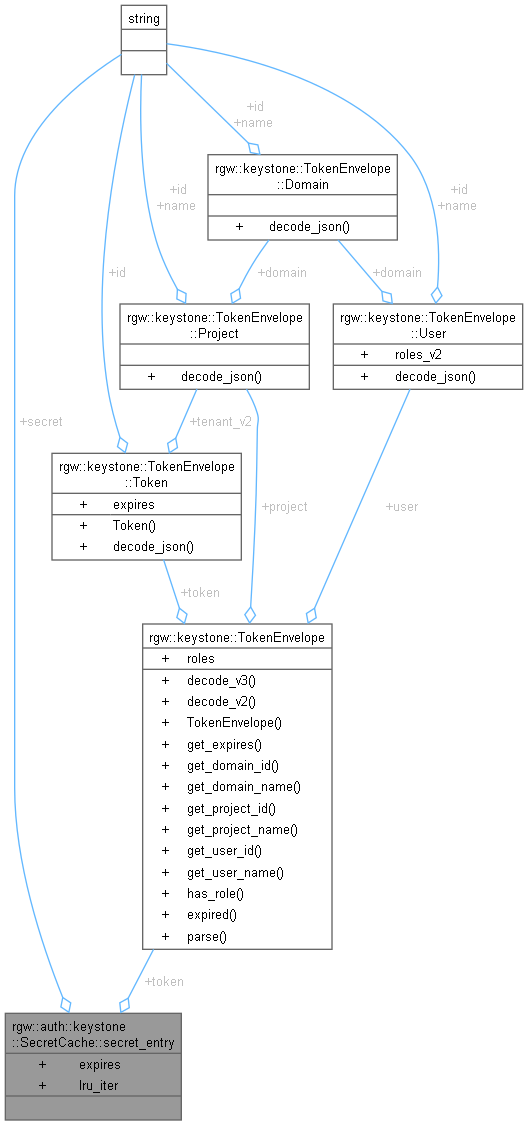 string
+id
+name
rgw::keystone::TokenEnvelope
::Domain
+ decode_json()
+id
+name
+id
+name
+id
+domain
+domain
rgw::keystone::TokenEnvelope
::Project
+ decode_json()
rgw::keystone::TokenEnvelope
::User
+ roles_v2
+ decode_json()
+secret
+tenant_v2
rgw::keystone::TokenEnvelope
::Token
+ expires
+ Token()
+ decode_json()
+project
+user
+token
rgw::keystone::TokenEnvelope
+ roles
+ decode_v3()
+ decode_v2()
+ TokenEnvelope()
+ get_expires()
+ get_domain_id()
+ get_domain_name()
+ get_project_id()
+ get_project_name()
+ get_user_id()
+ get_user_name()
+ has_role()
+ expired()
+ parse()
+token
rgw::auth::keystone
::SecretCache::secret_entry
+ expires
+ lru_iter